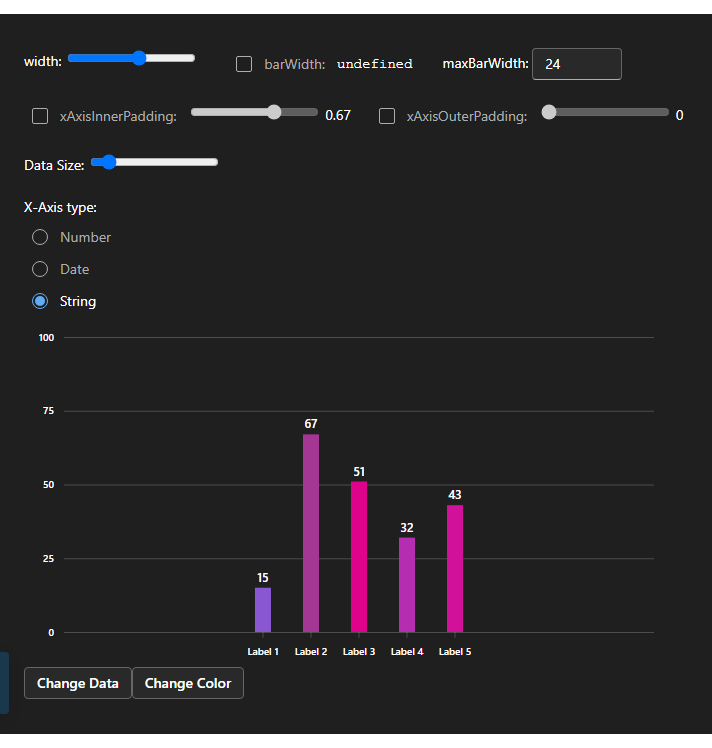 width: barWidth: undefined maxBarWidth: 24
xAxisInnerPadding: 0.67 xAxisOuterPadding: 0
Data Size:
X-Axis type:
Number
Date
String
100
75
67
51
50
43
32
25
15
0
Label 1 Label 2 Label 3 Label 4 Label 5
Change Data Change Color